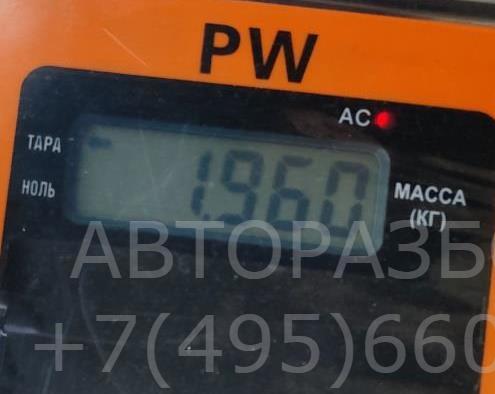 PW
AC
ТАРА
НОЛЬ
1.960
МАССА
(КГ)
АВТОРАЗБ
+7(495)660